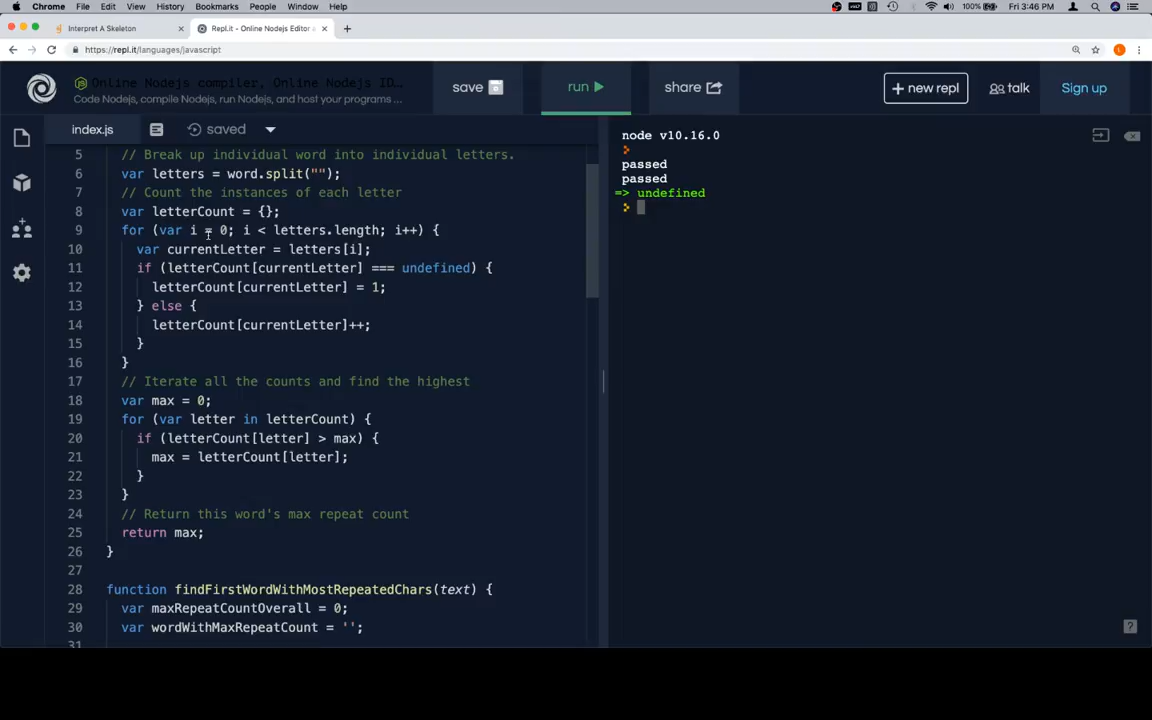 Chrome File Edit View History Bookmarks People Window Help 100% Fri 3:46 PM
Interpret A Skeleton
Repl.it - Online Nodejs Editor a
https://repl.it/languages/javascript
Online Nodejs compiler, Online Nodejs ID...
Code Nodejs, compile Nodejs, run Nodejs, and host your programs ...
save
run
share
+ new repl
talk
Sign up
index.js
saved
5 // Break up individual word into individual letters.
6 var letters = word.split("");
7 // Count the instances of each letter
8 var letterCount = {};
9 for (var i = 0; i < letters.length; i++) {
10 var currentLetter = letters[i];
11 if (letterCount[currentLetter] === undefined) {
12 letterCount[currentLetter] = 1;
13 } else {
14 letterCount[currentLetter]++;
15 }
16 }
17 // Iterate all the counts and find the highest
18 var max = 0;
19 for (var letter in letterCount) {
20 if (letterCount[letter] > max) {
21 max = letterCount[letter];
22 }
23 }
24 // Return this word's max repeat count
25 return max;
26 }
27
28 function findFirstWordWithMostRepeatedChars(text) {
29 var maxRepeatCountOverall = 0;
30 var wordWithMaxRepeatCount = '';
31
node v10.16.0
passed
passed
=> undefined